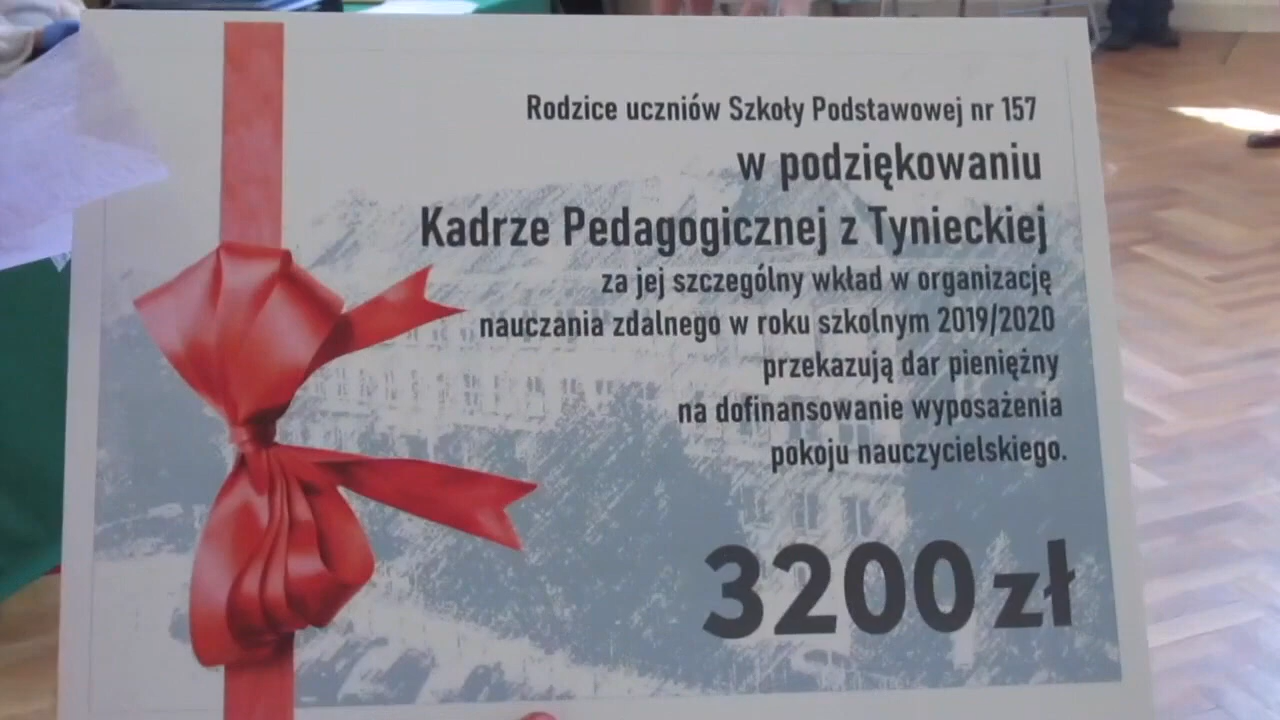 Rodzice uczniów Szkoły Podstawowej nr 157
w podziękowaniu
Kadrze Pedagogicznej z Tynieckiej
za jej szczególny wkład w organizację
nauczania zdalnego w roku szkolnym 2019/2020
przekazują dar pieniężny
na dofinansowanie wyposażenia
pokoju nauczycielskiego.
3200 zł